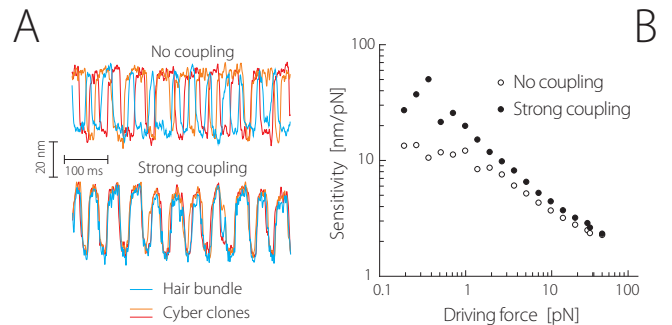 A
No coupling
20 nm
100 ms
Strong coupling
Hair bundle
Cyber clones
B
Sensitivity [nm/pN]
100
10
1
No coupling
Strong coupling
0.1
1
10
100
Driving force [pN]